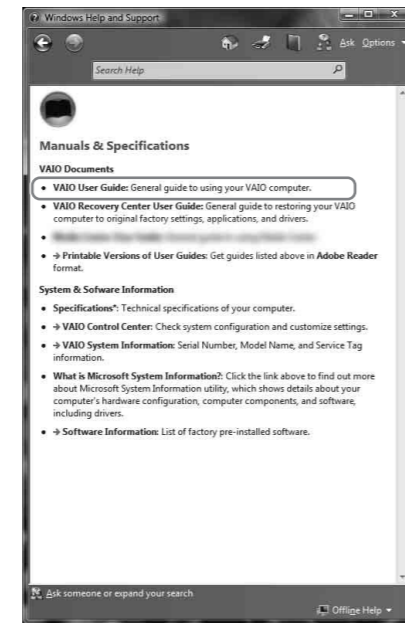 Windows Help and Support
Ask Options
Search Help
Manuals & Specifications
VAIO Documents
• VAIO User Guide: General guide to using your VAIO computer.
• VAIO Recovery Center User Guide: General guide to restoring your VAIO
computer to original factory settings, applications, and drivers.
• → Printable Versions of User Guides: Get guides listed above in Adobe Reader
format.
System & Sofware Information
• Specifications*: Technical specifications of your computer.
• → VAIO Control Center: Check system configuration and customize settings.
• → VAIO System Information: Serial Number, Model Name, and Service Tag
information.
• What is Microsoft System Information?: Click the link above to find out more
about Microsoft System Information utility, which shows details about your
computer's hardware configuration, computer components, and software,
including drivers.
• → Software Information: List of factory pre-installed software.
Ask someone or expand your search
Offline Help